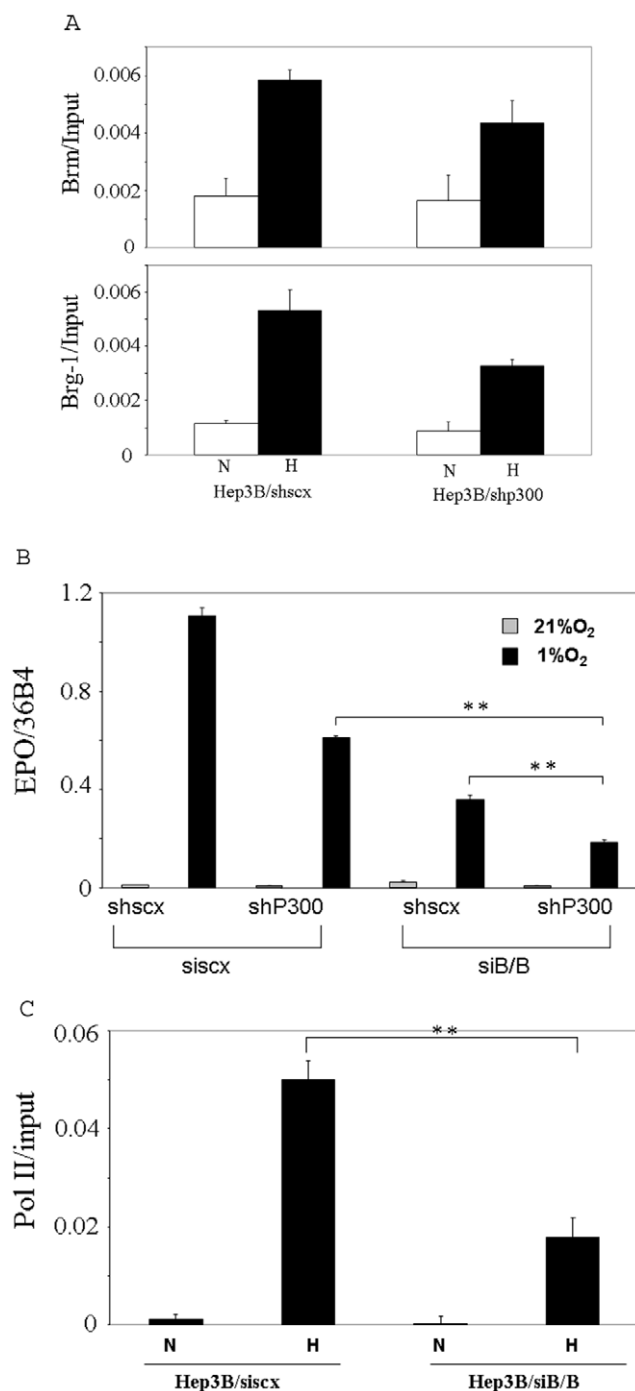 A
Brm/Input
0.006
0.004
0.002
0
Brg-1/Input
0.006
0.004
0.002
0
N H N H
Hep3B/shscx Hep3B/shp300
B
EPO/36B4
1.2
0.8
0.4
0
21%O₂
1%O₂
**
**
shscx shP300 shscx shP300
siscx siB/B
C
Pol II/input
0.06
0.04
0.02
0
**
N H N H
Hep3B/siscx Hep3B/siB/B